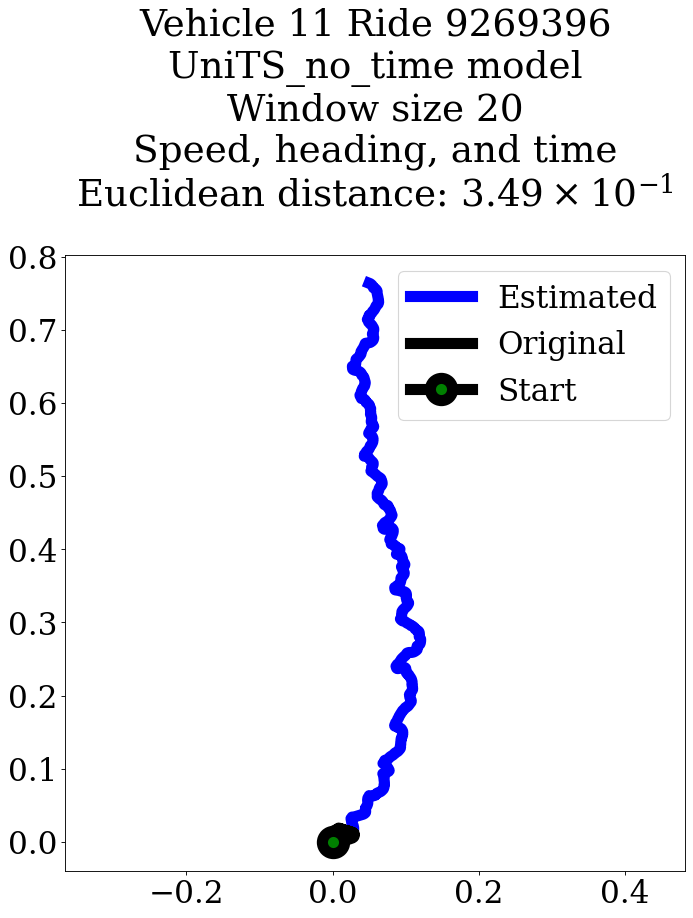 Vehicle 11 Ride 9269396
UniTS_no_time model
Window size 20
Speed, heading, and time
Euclidean distance: 3.49 × 10⁻¹
0.8
0.7
0.6
0.5
0.4
0.3
0.2
0.1
0.0
Estimated
Original
Start
−0.2 0.0 0.2 0.4